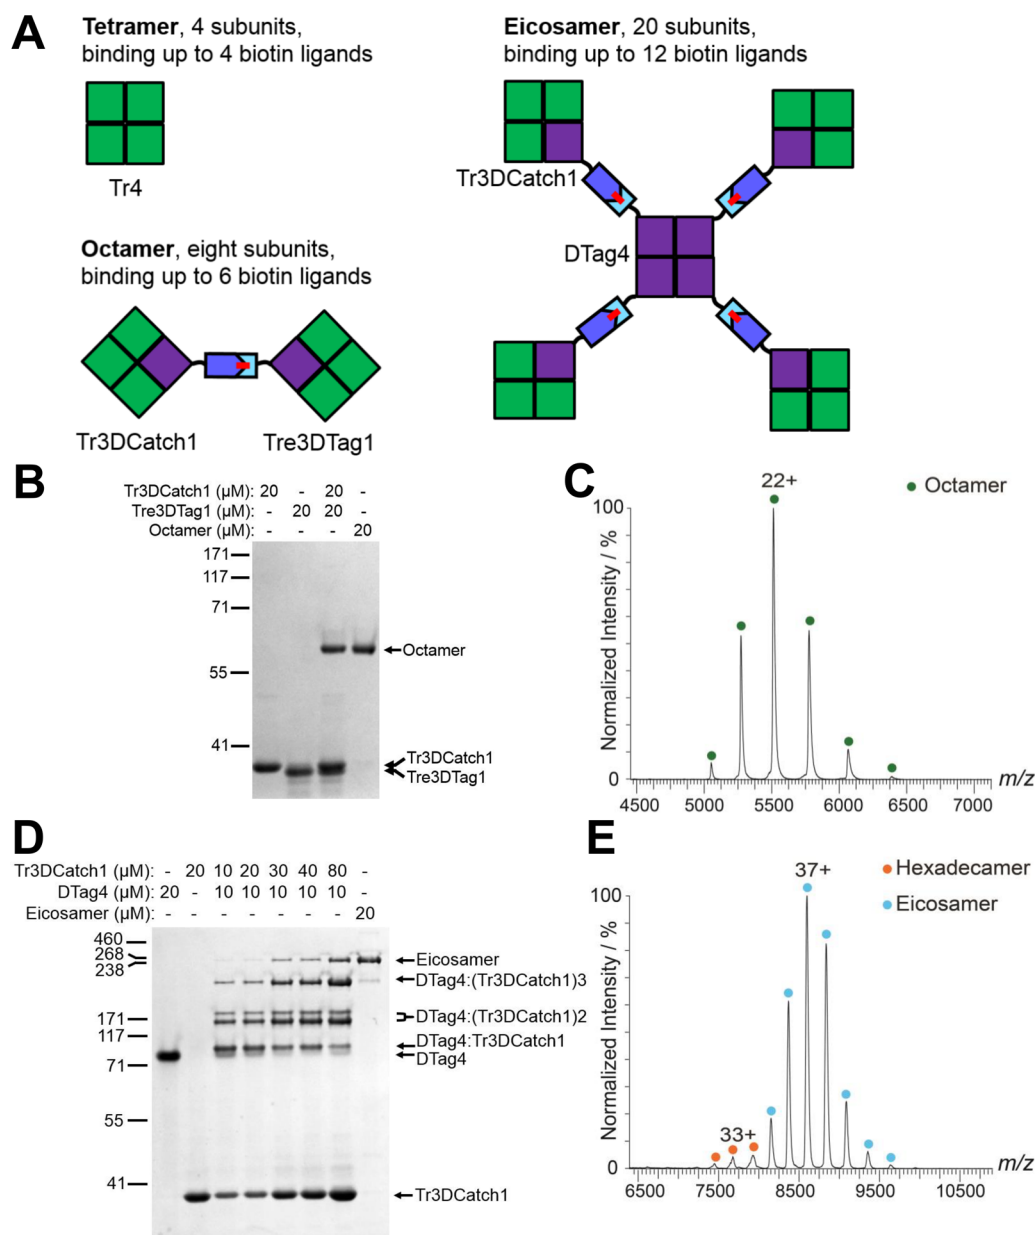 A
Tetramer, 4 subunits,
binding up to 4 biotin ligands
Tr4
Octamer, eight subunits,
binding up to 6 biotin ligands
Tr3DCatch1
Tre3DTag1
Eicosamer, 20 subunits,
binding up to 12 biotin ligands
Tr3DCatch1
DTag4
B
Tr3DCatch1 (µM): 20 - 20 -
Tre3DTag1 (µM): - 20 20 -
Octamer (µM): - - - 20
171
117
71
55
41
Octamer
Tr3DCatch1
Tre3DTag1
C
22+
Octamer
Normalized Intensity / %
100
0
4500 5000 5500 6000 6500 7000
m/z
D
Tr3DCatch1 (µM): - 20 10 20 30 40 80 -
DTag4 (µM): 20 - 10 10 10 10 10 -
Eicosamer (µM): - - - - - - - 20
460
268
238
171
117
71
55
41
Eicosamer
DTag4:(Tr3DCatch1)3
DTag4:(Tr3DCatch1)2
DTag4:Tr3DCatch1
DTag4
Tr3DCatch1
E
37+
Hexadecamer
Eicosamer
33+
Normalized Intensity / %
100
0
6500 7500 8500 9500 10500
m/z